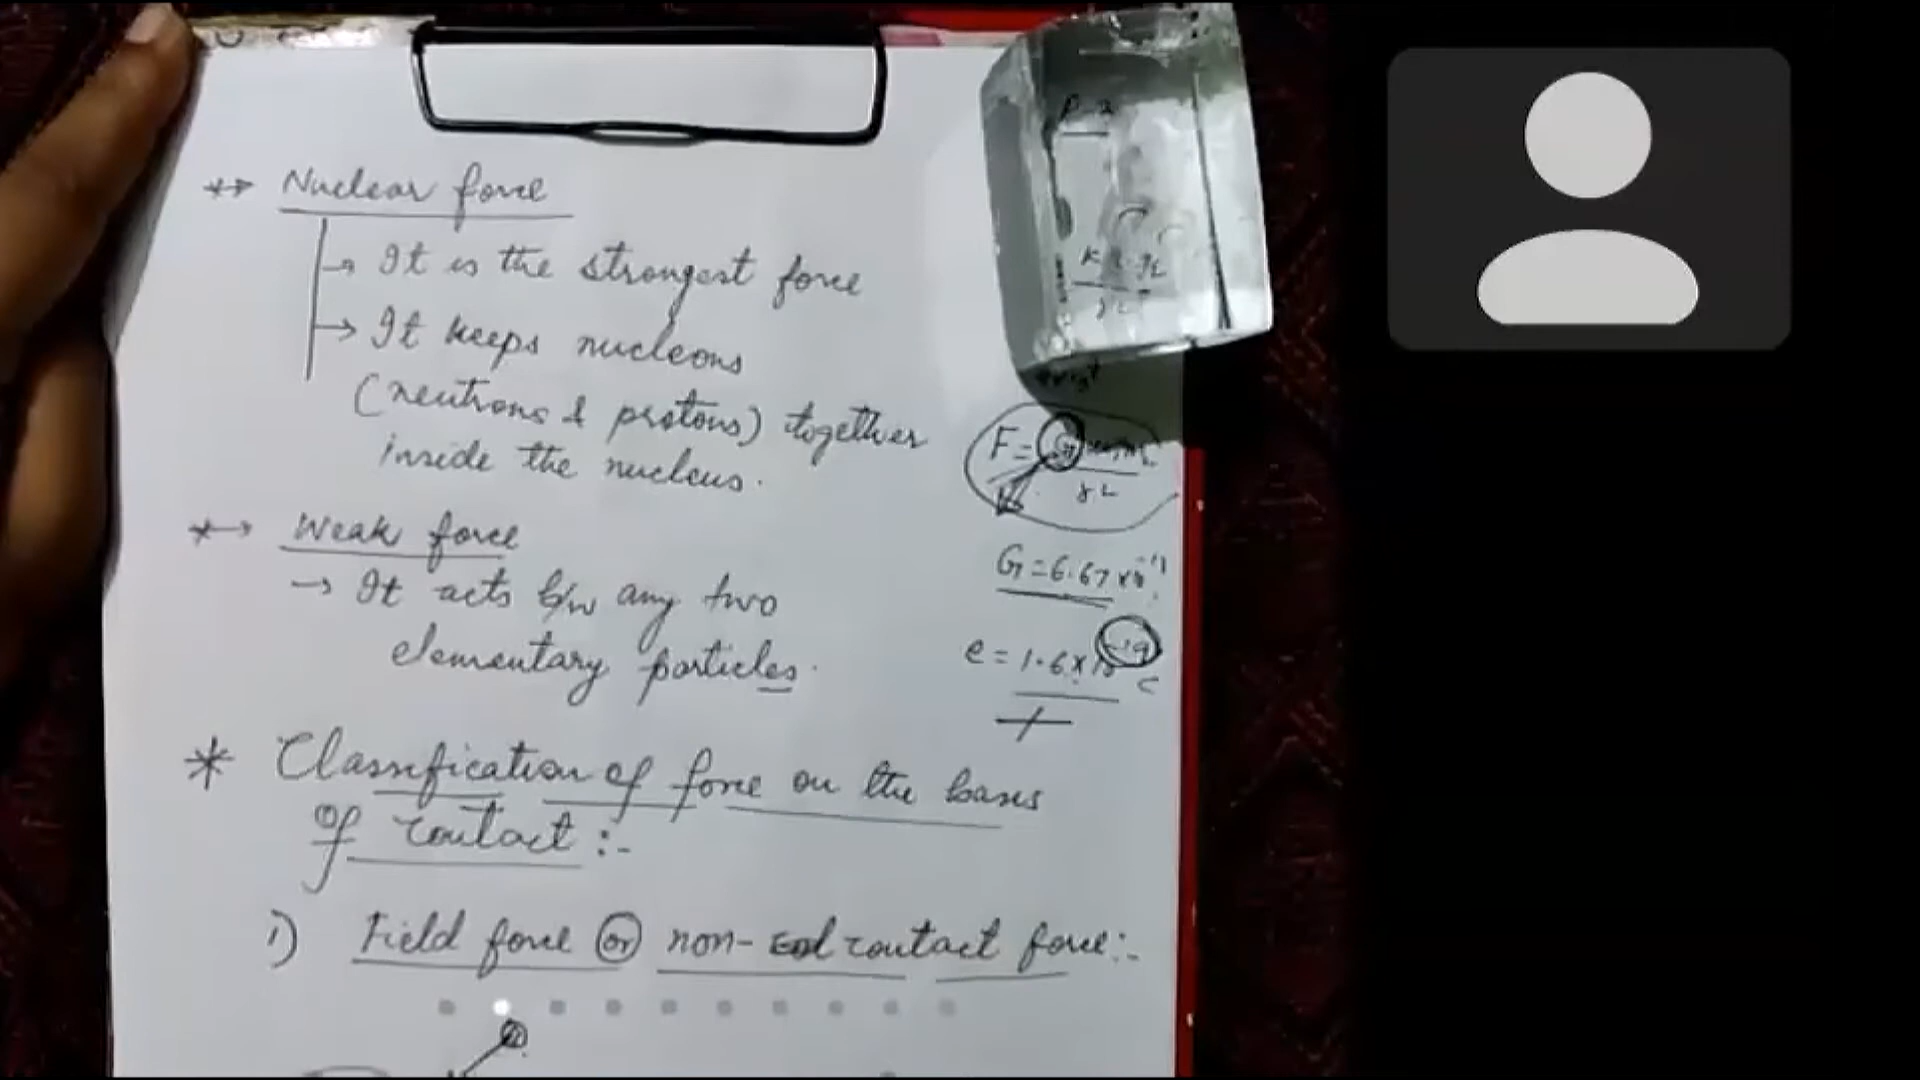 Nuclear force
→ It is the strongest force
→ It keeps nucleons
(neutrons & protons) together
inside the nucleus.
Weak force
→ It acts b/w any two
elementary particles.
* Classification of force on the basis
of contact :-
i) Field force or non- contact force:-
F = G
r2
G = 6.67 x 10-11
e = 1.6 x 10-19 C